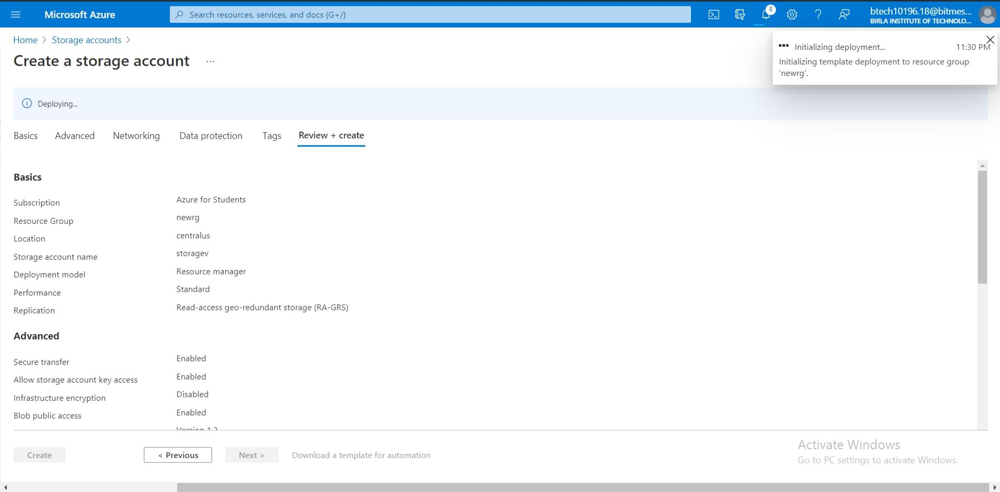 Microsoft Azure
Search resources, services, and docs (G+/)
8
btech10196.18@bitmes...
BIRLA INSTITUTE OF TECHNOLO...
Home > Storage accounts >
Create a storage account ...
Initializing deployment... 11:30 PM
Initializing template deployment to resource group
'newrg'.
Deploying...
Basics Advanced Networking Data protection Tags Review + create
Basics
Subscription Azure for Students
Resource Group newrg
Location centralus
Storage account name storagev
Deployment model Resource manager
Performance Standard
Replication Read-access geo-redundant storage (RA-GRS)
Advanced
Secure transfer Enabled
Allow storage account key access Enabled
Infrastructure encryption Disabled
Blob public access Enabled
Version 1.2
Create < Previous Next > Download a template for automation
Activate Windows
Go to PC settings to activate Windows.